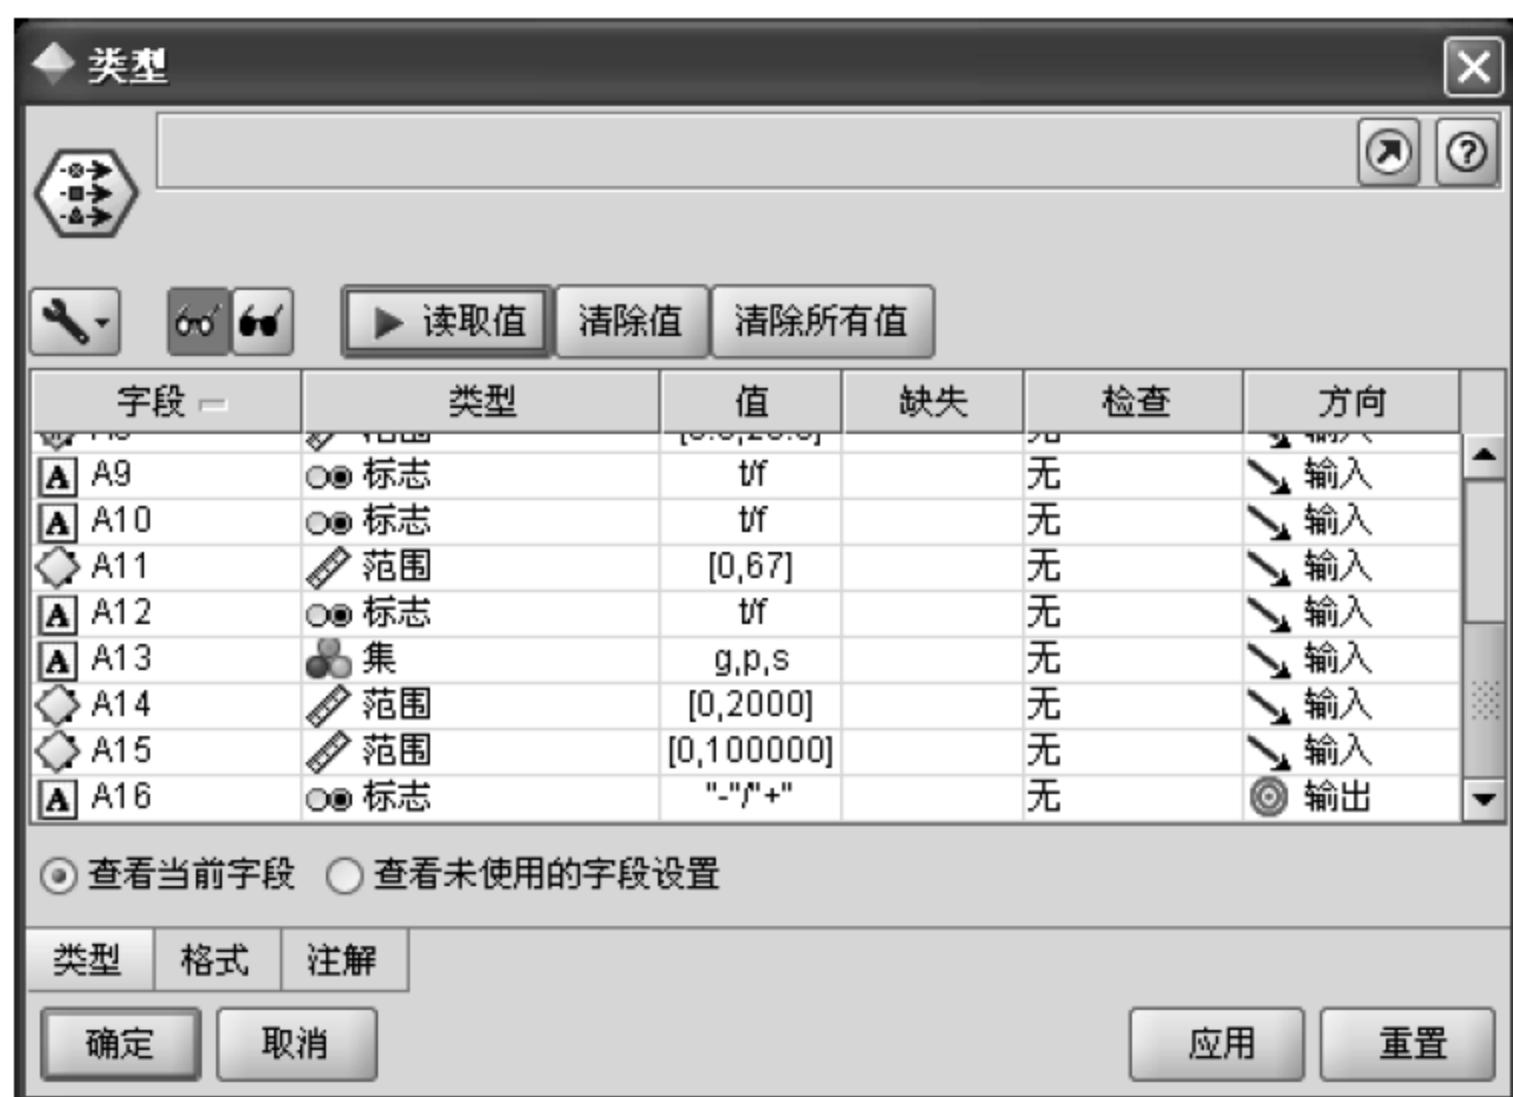 类型
读取值 清除值 清除所有值
字段 类型 值 缺失 检查 方向
A9 标志 t/f 无 输入
A10 标志 t/f 无 输入
A11 范围 [0,67] 无 输入
A12 标志 t/f 无 输入
A13 集 g,p,s 无 输入
A14 范围 [0,2000] 无 输入
A15 范围 [0,100000] 无 输入
A16 标志 "-"/"+" 无 输出
查看当前字段 查看未使用的字段设置
类型 格式 注解
确定 取消 应用 重置